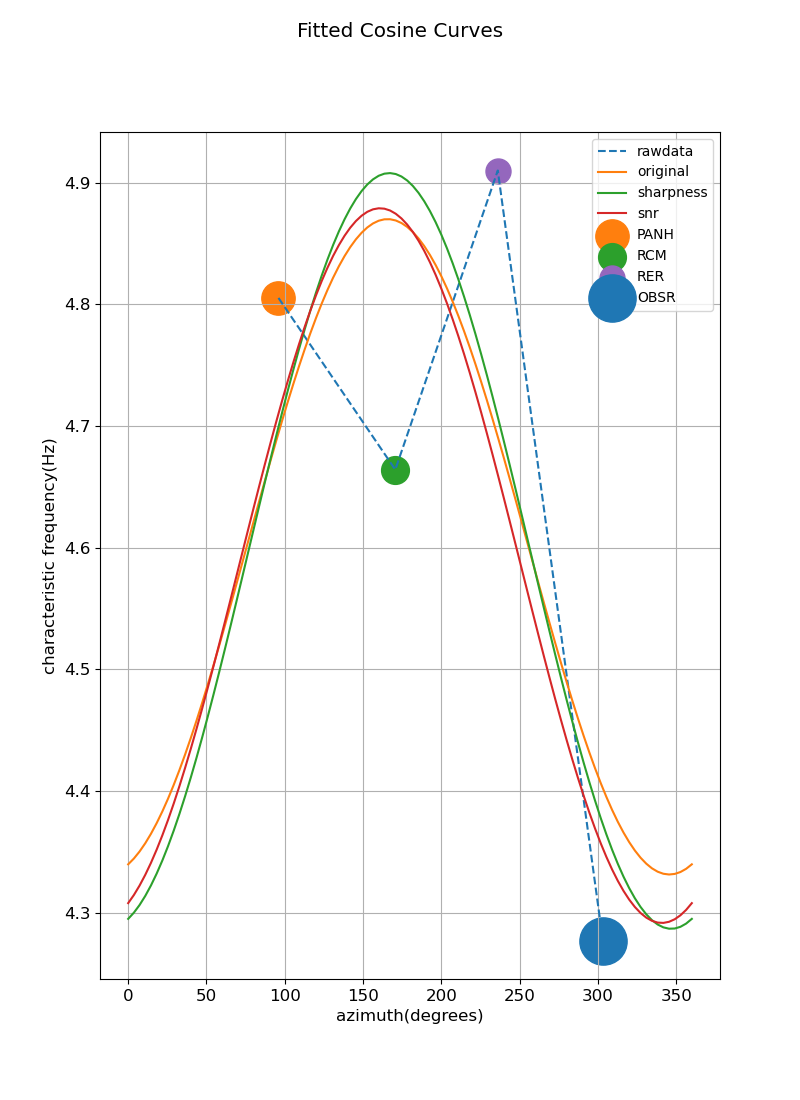 Fitted Cosine Curves
rawdata
original
sharpness
snr
PANH
RCM
RER
OBSR
characteristic frequency(Hz)
4.9
4.8
4.7
4.6
4.5
4.4
4.3
0 50 100 150 200 250 300 350
azimuth(degrees)